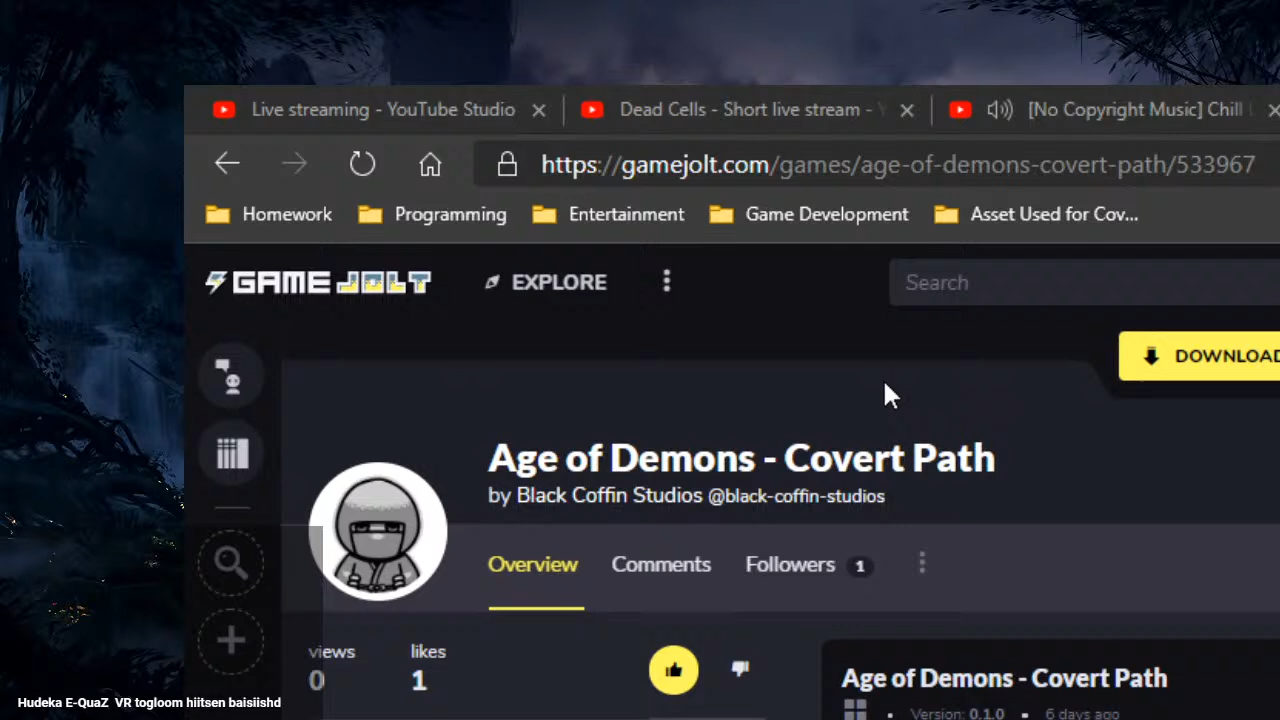 Live streaming - YouTube Studio
Dead Cells - Short live stream -
[No Copyright Music] Chill
https://gamejolt.com/games/age-of-demons-covert-path/533967
Homework Programming Entertainment Game Development Asset Used for Cov...
GAME JOLT EXPLORE Search
DOWNLOAD
Age of Demons - Covert Path
by Black Coffin Studios @black-coffin-studios
Overview Comments Followers 1
views likes
0 1
Age of Demons - Covert Path
Version: 0.1.0 6 days ago
Hudeka E-QuaZ VR togloom hiitsen baisiishd